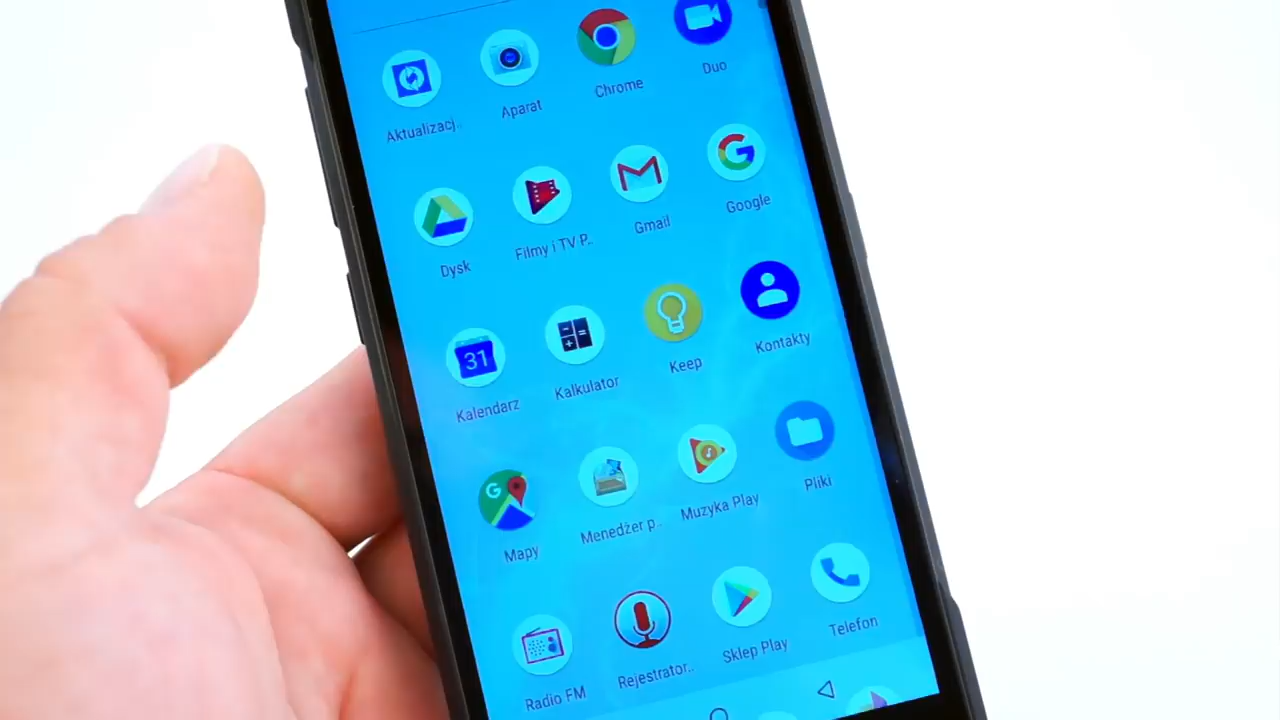 Aktualizacj..
Aparat
Chrome
Duo
Dysk
Filmy i TV P..
Gmail
Google
31
Kalendarz
Kalkulator
Keep
Kontakty
G
Mapy
Menedżer p..
Muzyka Play
Pliki
Radio FM
Rejestrator..
Sklep Play
Telefon